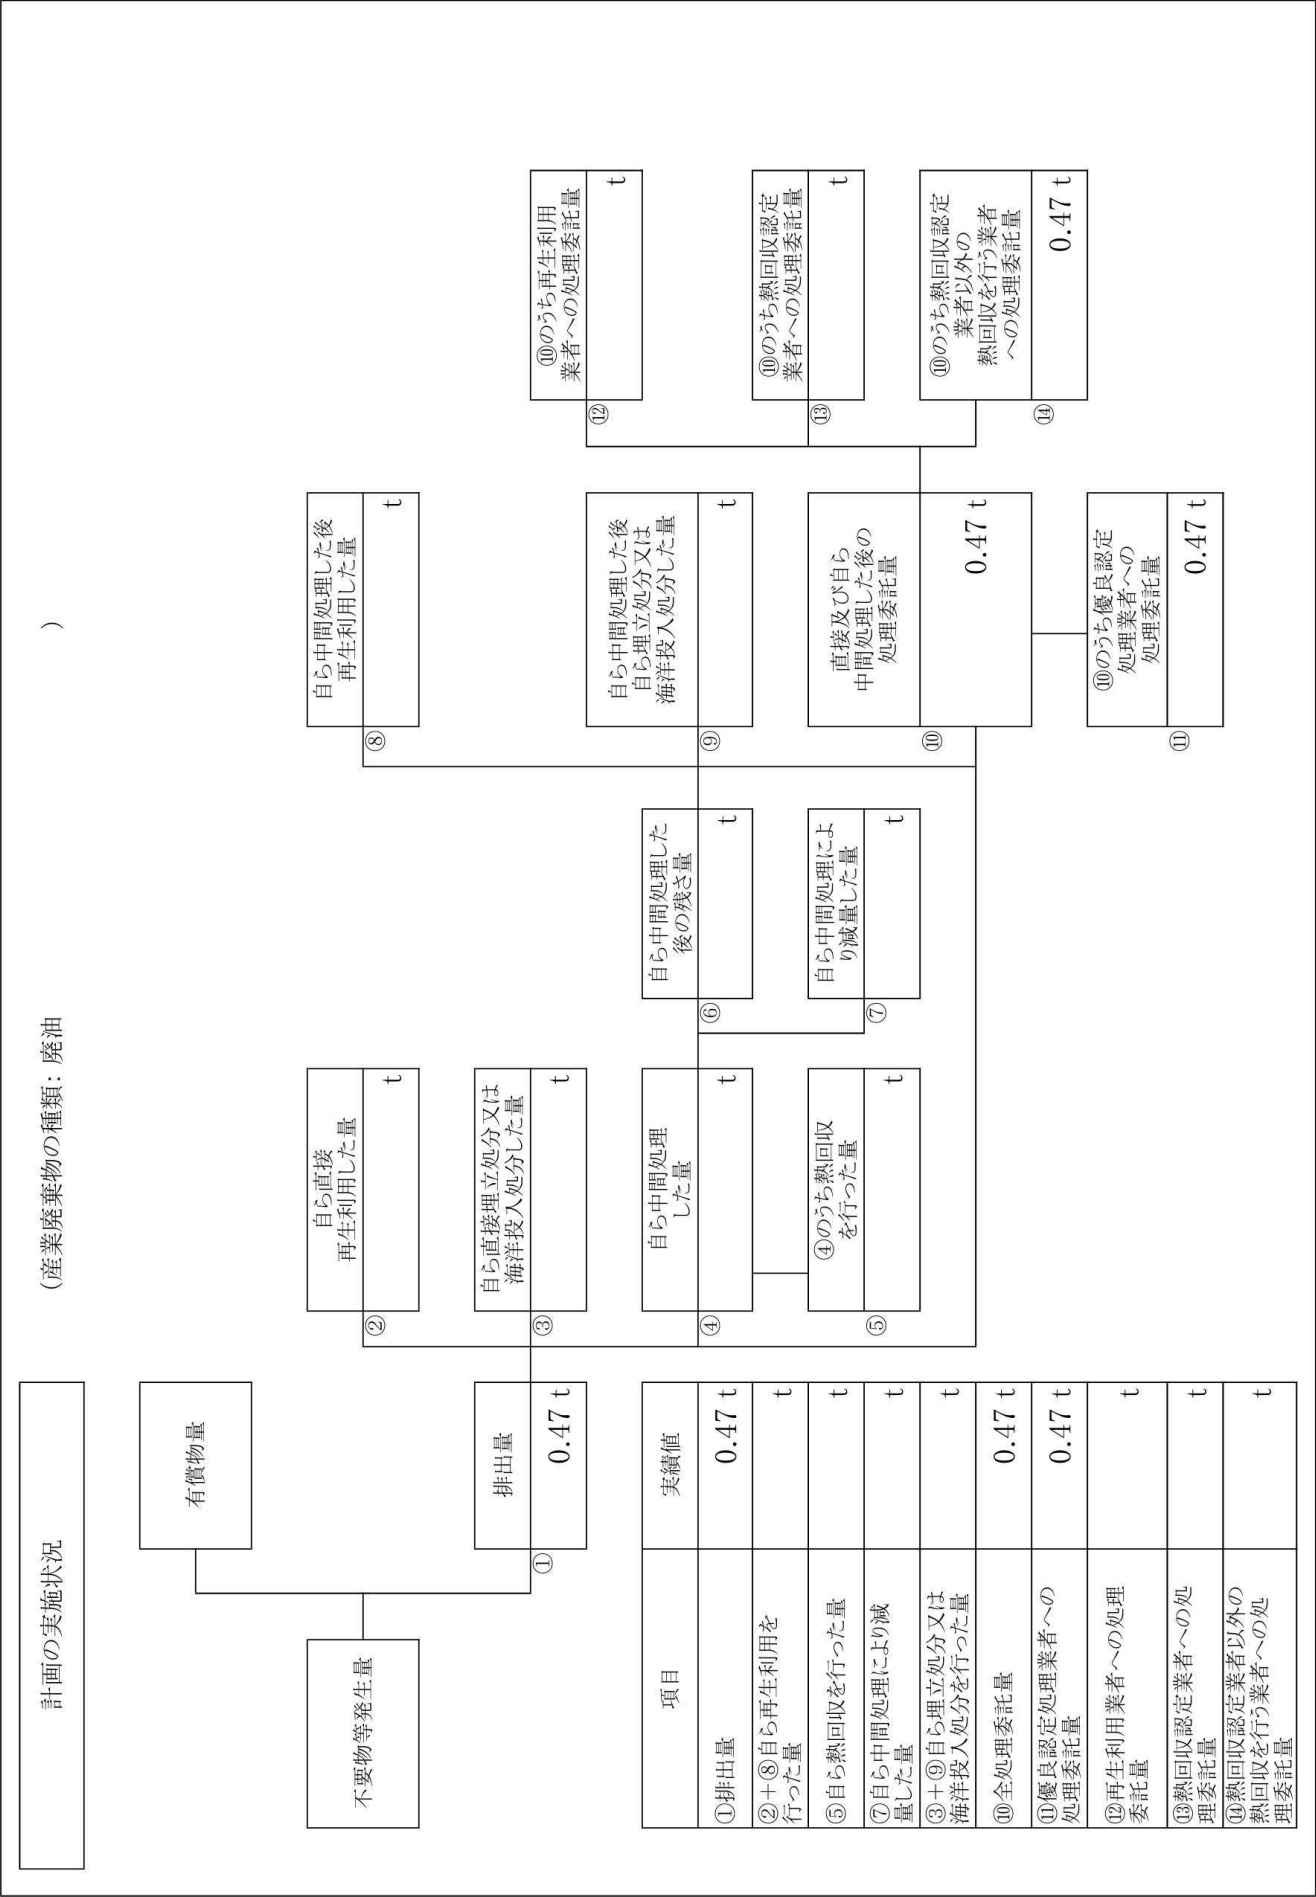 計画の実施状況
（産業廃棄物の種類：廃油　　　）
不要物等発生量
有償物量
排出量
①
0.47 t
自ら直接
再生利用した量
②
t
自ら直接埋立処分又は
海洋投入処分した量
③
t
自ら中間処理
した量
④
t
④のうち熱回収
を行った量
⑤
t
自ら中間処理した
後の残さ量
⑥
t
自ら中間処理によ
り減量した量
⑦
t
自ら中間処理した後
再生利用した量
⑧
t
自ら中間処理した後
自ら埋立処分又は
海洋投入処分した量
⑨
t
直接及び自ら
中間処理した後の
処理委託量
⑩
0.47 t
⑩のうち優良認定
処理業者への
処理委託量
⑪
0.47 t
⑩のうち再生利用
業者への処理委託量
⑫
t
⑩のうち熱回収認定
業者への処理委託量
⑬
t
⑩のうち熱回収認定
業者以外の
熱回収を行う業者
への処理委託量
⑭
0.47 t
項目 実績値
①排出量 0.47 t
②＋⑧自ら再生利用を
行った量 t
⑤自ら熱回収を行った量 t
⑦自ら中間処理により減
量した量 t
③＋⑨自ら埋立処分又は
海洋投入処分を行った量 t
⑩全処理委託量 0.47 t
⑪優良認定処理業者への
処理委託量 0.47 t
⑫再生利用業者への処理
委託量 t
⑬熱回収認定業者への処
理委託量 t
⑭熱回収認定業者以外の
熱回収を行う業者への処
理委託量 t